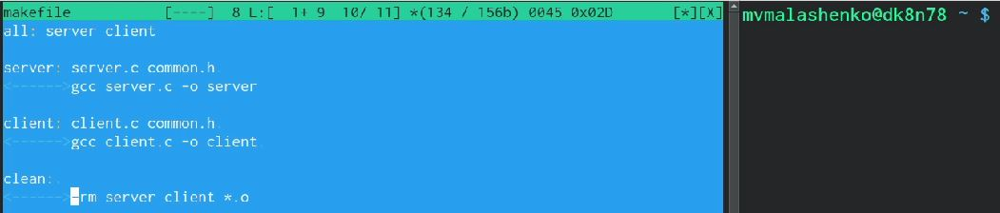 makefile [----] 8 L:[ 1+ 9 10/ 11] *(134 / 156b) 0045 0x02D [*][X]
all: server client
server: server.c common.h
<------>gcc server.c -o server
client: client.c common.h
<------>gcc client.c -o client
clean:
<------>-rm server client *.o
mvmalashenko@dk8n78 ~ $